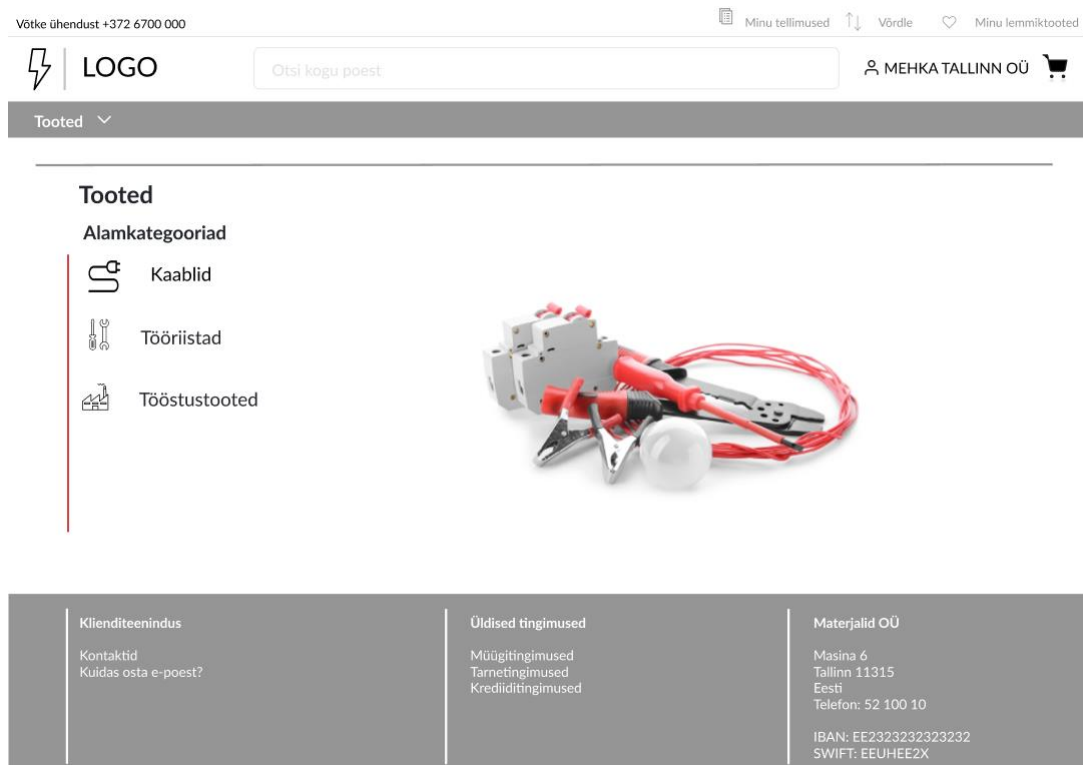 Võtke ühendust +372 6700 000
Minu tellimused
Võrdle
Minu lemmiktooted
LOGO
Otsi kogu poest
MEHKA TALLINN OÜ
Tooted
Tooted
Alamkategooriad
Kaablid
Tööriistad
Tööstustooted
Klienditeenindus
Kontaktid
Kuidas osta e-poest?
Üldised tingimused
Müügitingimused
Tarnetingimused
Krediiditingimused
Materjalid OÜ
Masina 6
Tallinn 11315
Eesti
Telefon: 52 100 10
IBAN: EE2323232323232
SWIFT: EEUHEE2X